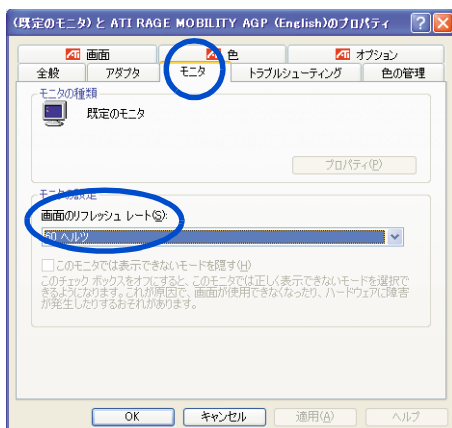 (既定のモニタ) と ATI RAGE MOBILITY AGP (English)のプロパティ
ATI 画面 ATI 色 ATI オプション
全般 アダプタ モニタ トラブルシューティング 色の管理
モニタの種類
既定のモニタ
プロパティ(P)
モニタの設定
画面のリフレッシュ レート(S):
60 ヘルツ
このモニタでは表示できないモードを隠す(H)
このチェック ボックスをオフにすると、このモニタでは正しく表示できないモードを選択で
きるようになります。これが原因で、画面が使用できなくなったり、ハードウェアに障害
が発生したりするおそれがあります。
OK キャンセル 適用(A) ヘルプ